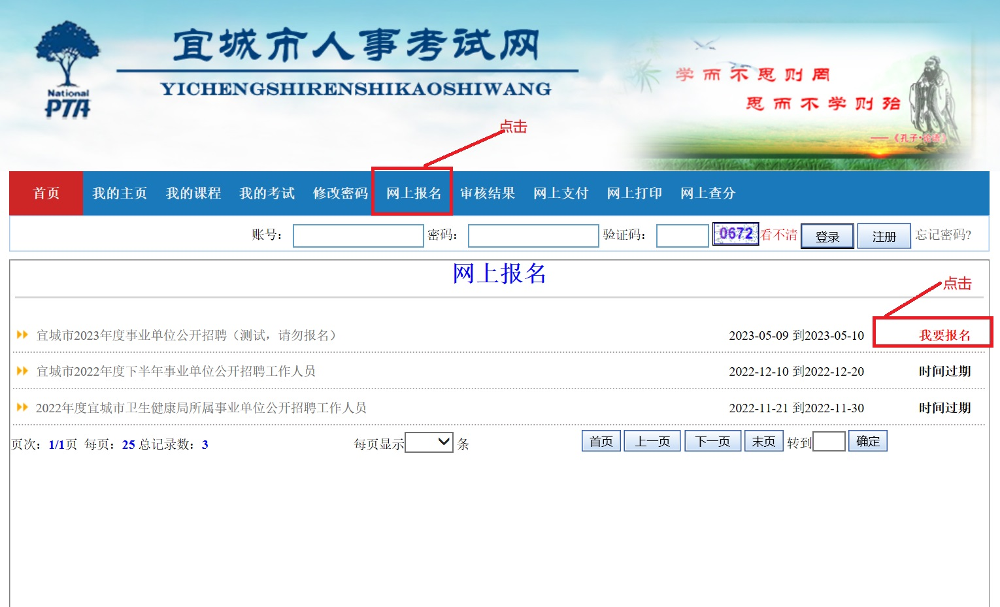 宜城市人事考试网
YICHENGSHIRENSHIKAOSHIWANG
National
PTA
学而不思则罔
思而不学则殆
——《孔子·论语》
点击
首页 我的主页 我的课程 我的考试 修改密码 网上报名 审核结果 网上支付 网上打印 网上查分
账号： 密码： 验证码： 0672 看不清 登录 注册 忘记密码?
网上报名
点击
宜城市2023年度事业单位公开招聘（测试，请勿报名） 2023-05-09 到2023-05-10 我要报名
宜城市2022年度下半年事业单位公开招聘工作人员 2022-12-10 到2022-12-20 时间过期
2022年度宜城市卫生健康局所属事业单位公开招聘工作人员 2022-11-21 到2022-11-30 时间过期
页次：1/1页 每页：25 总记录数：3 每页显示 条 首页 上一页 下一页 末页 转到 确定